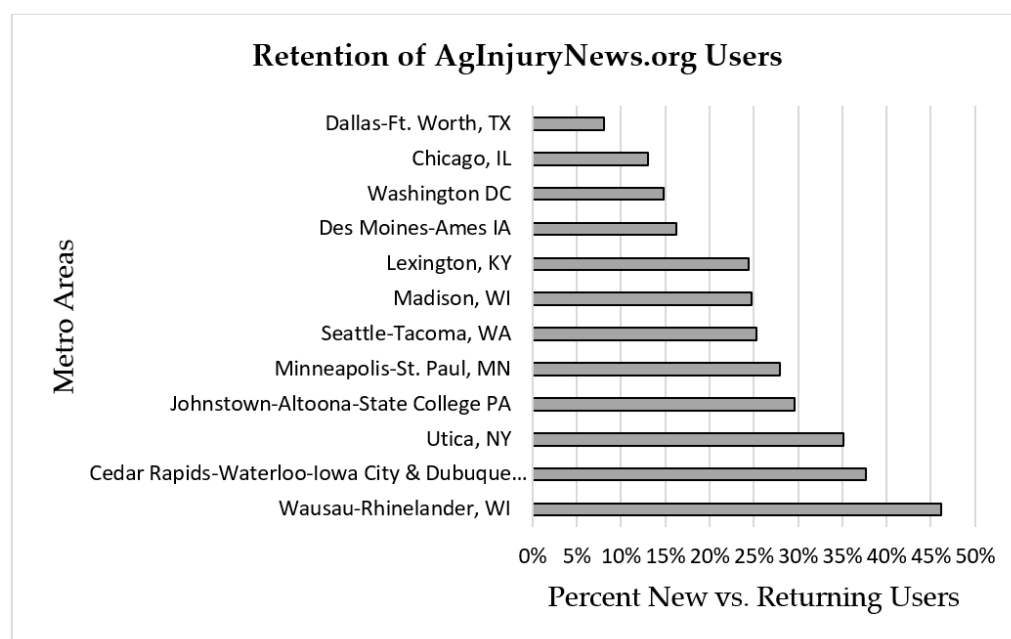 Retention of AgInjuryNews.org Users
Metro Areas
Dallas-Ft. Worth, TX
Chicago, IL
Washington DC
Des Moines-Ames IA
Lexington, KY
Madison, WI
Seattle-Tacoma, WA
Minneapolis-St. Paul, MN
Johnstown-Altoona-State College PA
Utica, NY
Cedar Rapids-Waterloo-Iowa City & Dubuque...
Wausau-Rhinelander, WI
0% 5% 10% 15% 20% 25% 30% 35% 40% 45% 50%
Percent New vs. Returning Users